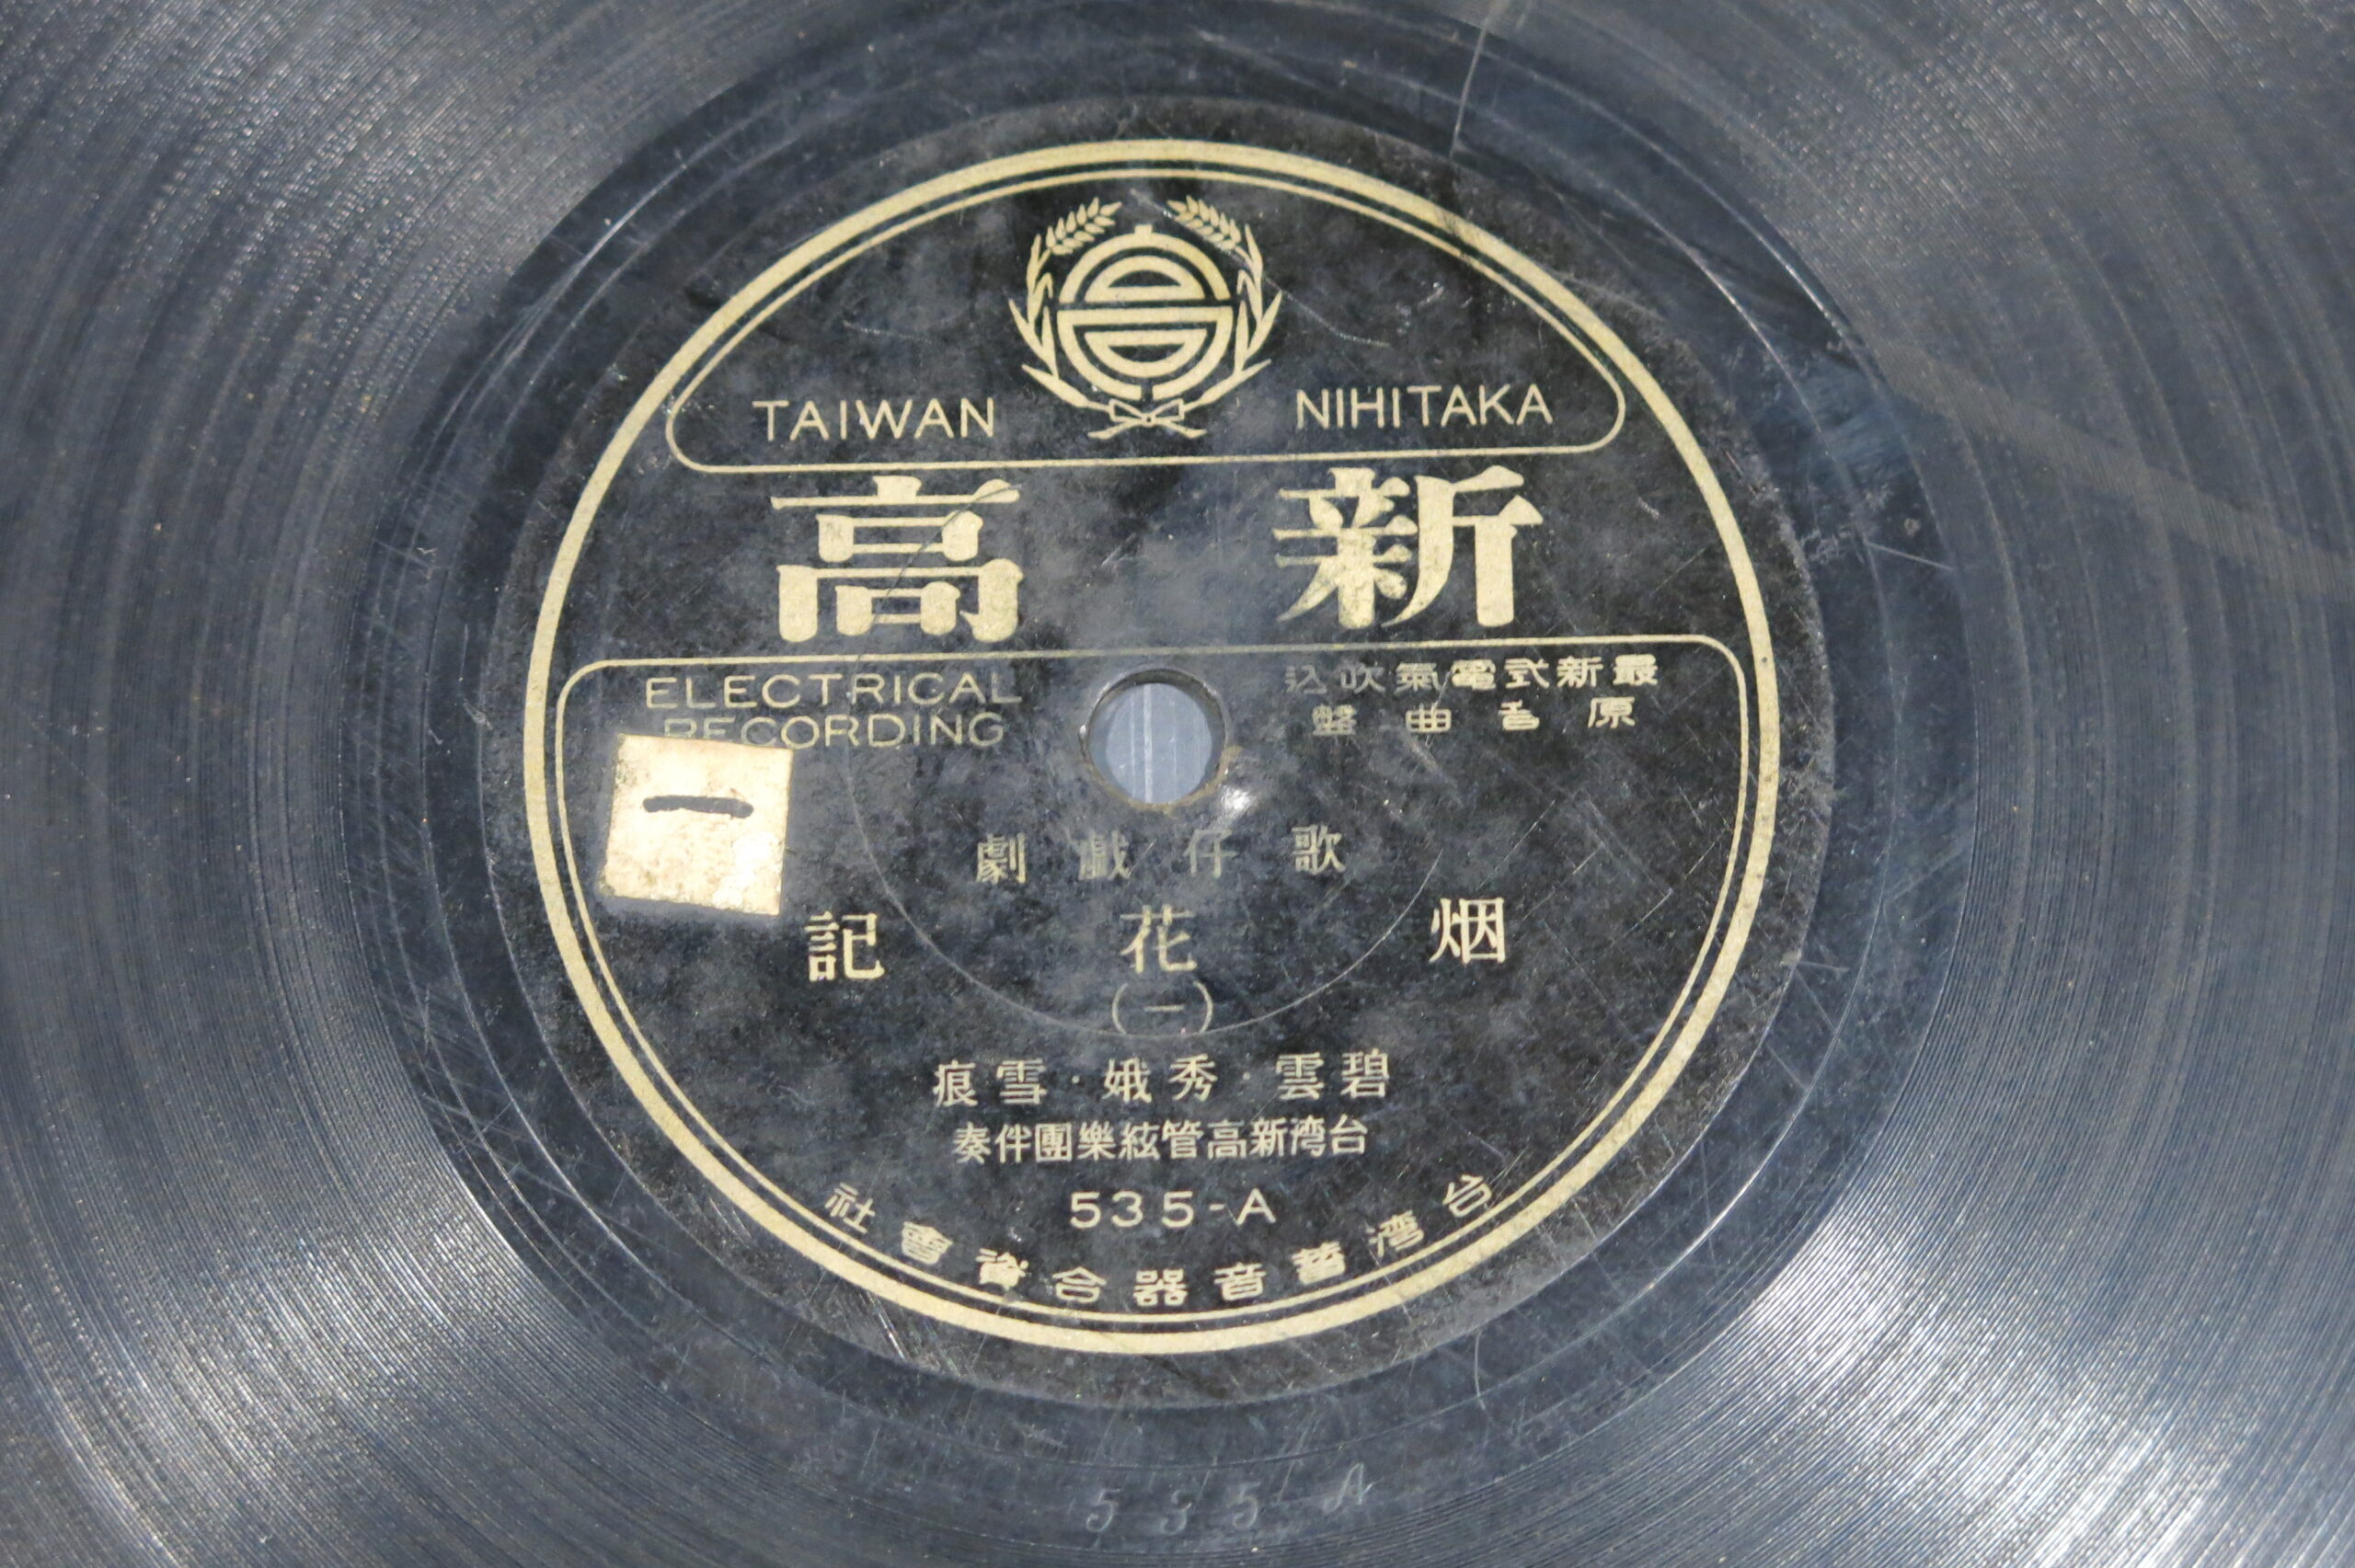 TAIWAN NIHITAKA
新高
ELECTRICAL
RECORDING
最新式電氣吹込
原音曲盤
一
歌仔戯劇
烟花記
(一)
碧雲·秀娥·雪痕
台湾新高管絃樂團伴奏
535-A
台湾蓄音器合資會社
535 A